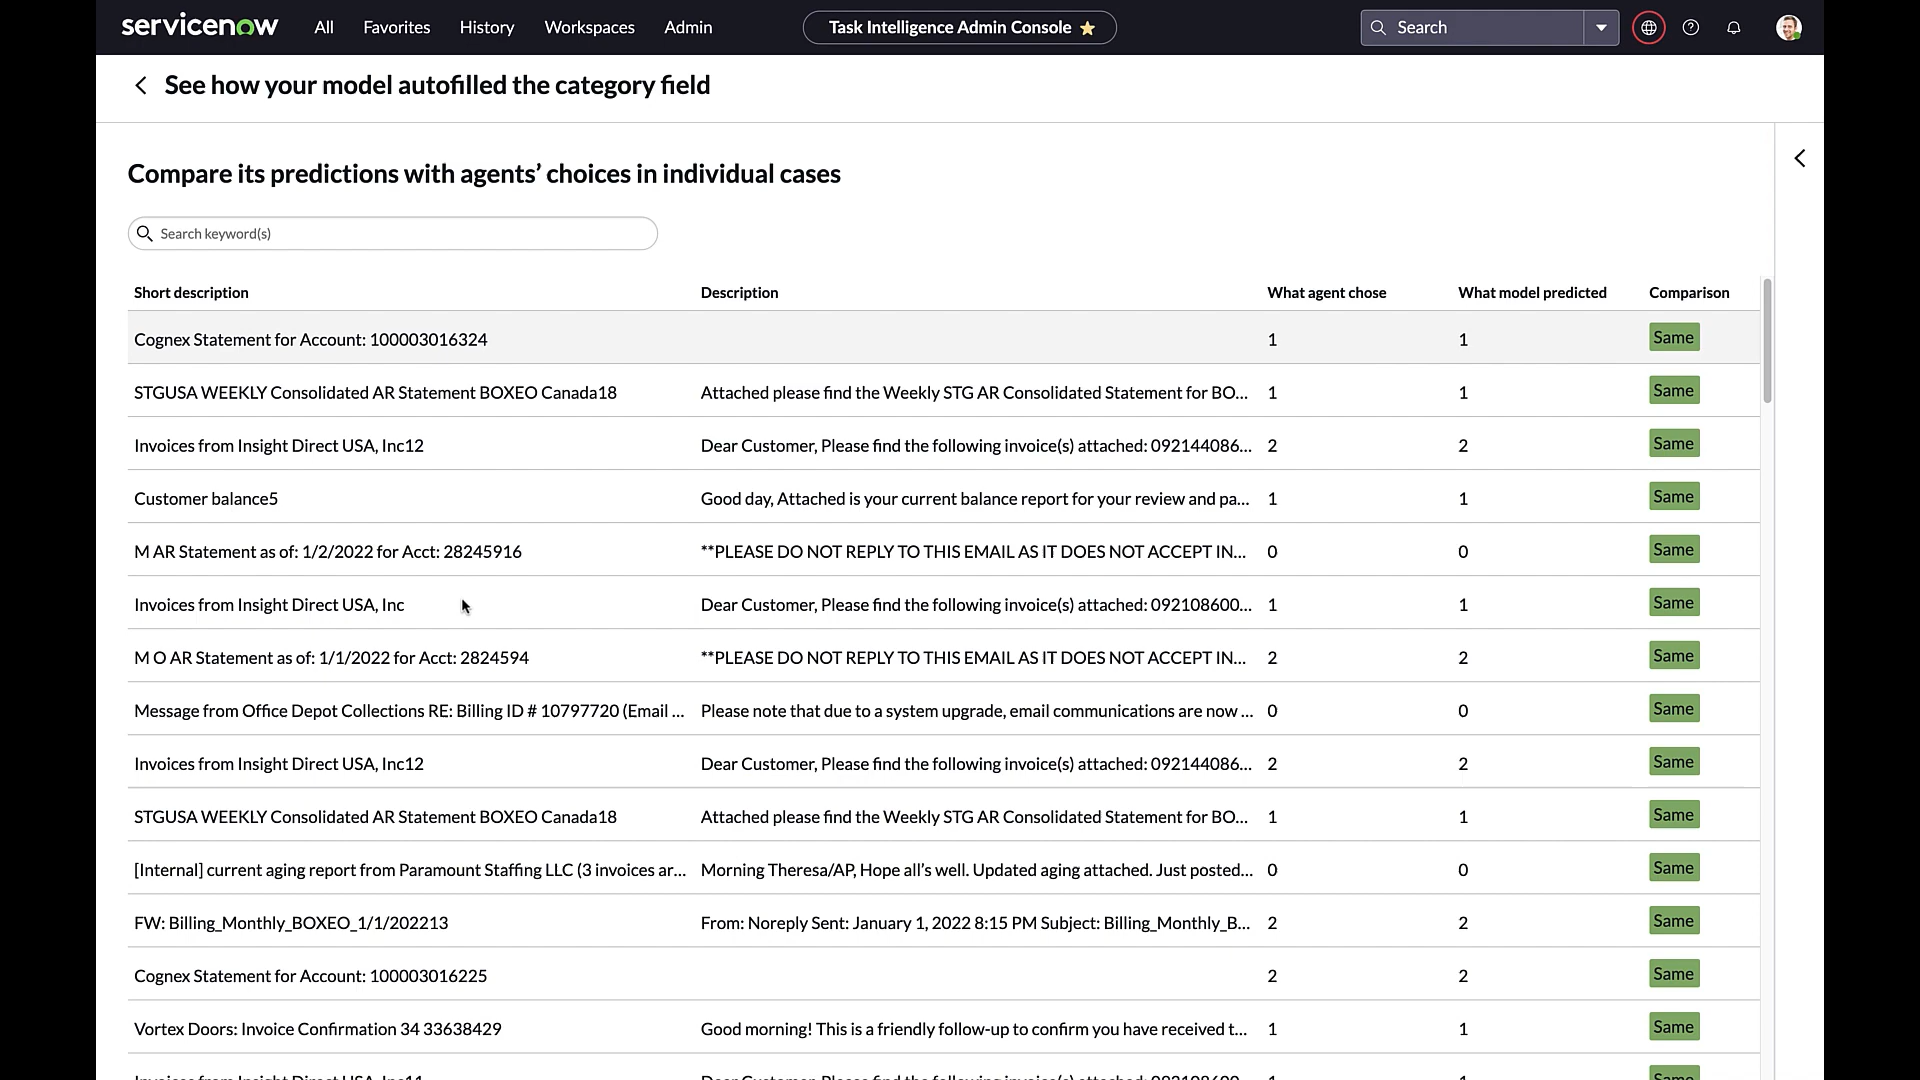 servicenow All Favorites History Workspaces Admin Task Intelligence Admin Console Search
See how your model autofilled the category field
Compare its predictions with agents’ choices in individual cases
Search keyword(s)
Short description Description What agent chose What model predicted Comparison
Cognex Statement for Account: 100003016324 1 1 Same
STGUSA WEEKLY Consolidated AR Statement BOXEO Canada18 Attached please find the Weekly STG AR Consolidated Statement for BO... 1 1 Same
Invoices from Insight Direct USA, Inc12 Dear Customer, Please find the following invoice(s) attached: 092144086... 2 2 Same
Customer balance5 Good day, Attached is your current balance report for your review and pa... 1 1 Same
M AR Statement as of: 1/2/2022 for Acct: 28245916 **PLEASE DO NOT REPLY TO THIS EMAIL AS IT DOES NOT ACCEPT IN... 0 0 Same
Invoices from Insight Direct USA, Inc Dear Customer, Please find the following invoice(s) attached: 092108600... 1 1 Same
M O AR Statement as of: 1/1/2022 for Acct: 2824594 **PLEASE DO NOT REPLY TO THIS EMAIL AS IT DOES NOT ACCEPT IN... 2 2 Same
Message from Office Depot Collections RE: Billing ID # 10797720 (Email ... Please note that due to a system upgrade, email communications are now ... 0 0 Same
Invoices from Insight Direct USA, Inc12 Dear Customer, Please find the following invoice(s) attached: 092144086... 2 2 Same
STGUSA WEEKLY Consolidated AR Statement BOXEO Canada18 Attached please find the Weekly STG AR Consolidated Statement for BO... 1 1 Same
[Internal] current aging report from Paramount Staffing LLC (3 invoices ar... Morning Theresa/AP, Hope all’s well. Updated aging attached. Just posted... 0 0 Same
FW: Billing_Monthly_BOXEO_1/1/202213 From: Noreply Sent: January 1, 2022 8:15 PM Subject: Billing_Monthly_B... 2 2 Same
Cognex Statement for Account: 100003016225 2 2 Same
Vortex Doors: Invoice Confirmation 34 33638429 Good morning! This is a friendly follow-up to confirm you have received t... 1 1 Same